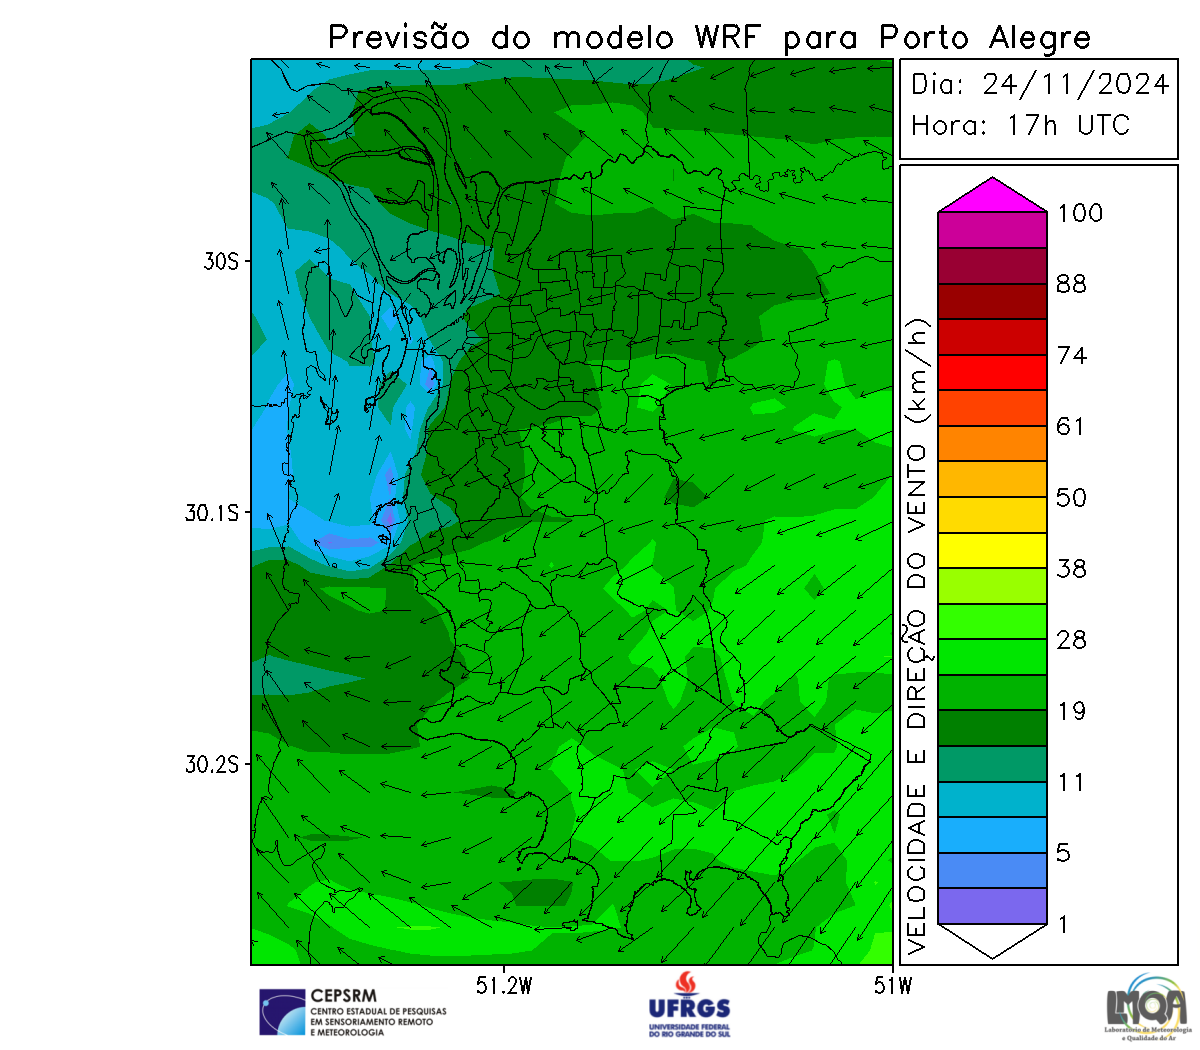 Previsão do modelo WRF para Porto Alegre
Dia: 24/11/2024
Hora: 17h UTC
VELOCIDADE E DIREÇÃO DO VENTO (km/h)
100
88
74
61
50
38
28
19
11
5
1
30S
30.1S
30.2S
51.2W
51W
CEPSRM
CENTRO ESTADUAL DE PESQUISAS
EM SENSORIAMENTO REMOTO
E METEOROLOGIA
UFRGS
UNIVERSIDADE FEDERAL
DO RIO GRANDE DO SUL
LMQA
Laboratório de Meteorologia
e Qualidade do Ar